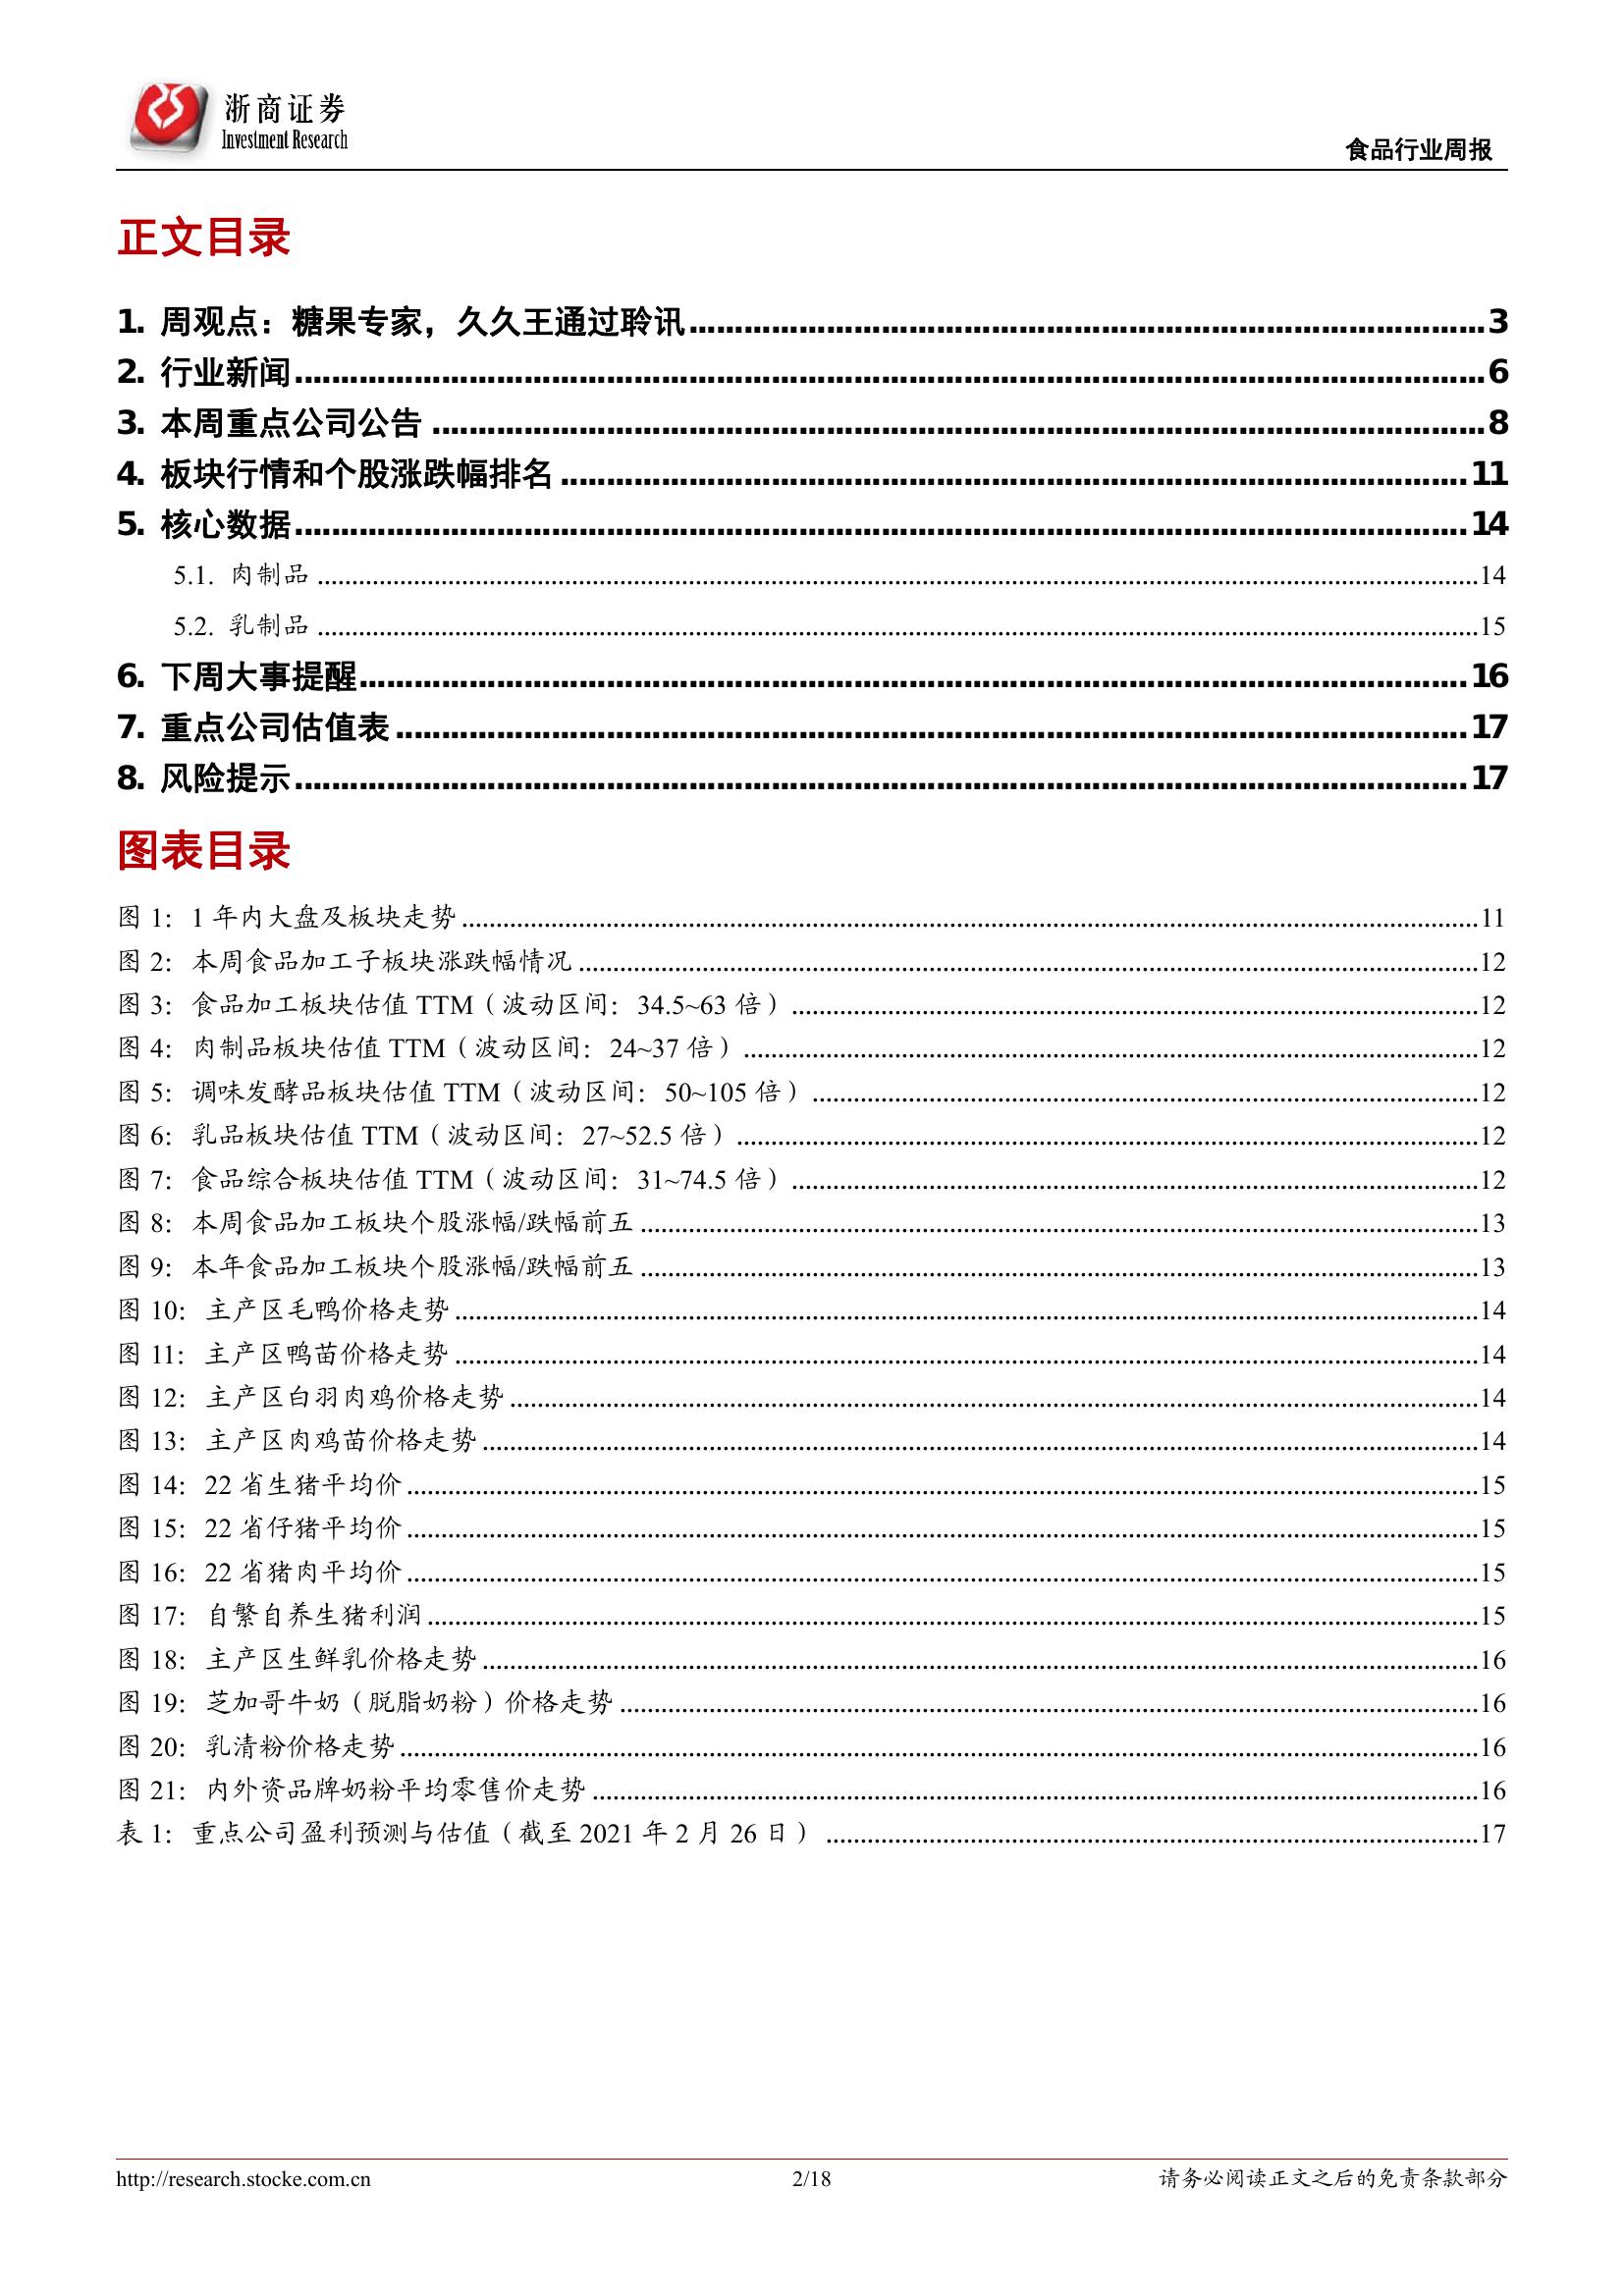 浙商证券
Investment Research
食品行业周报
正文目录
1. 周观点：糖果专家，久久王通过聆讯 3
2. 行业新闻 6
3. 本周重点公司公告 8
4. 板块行情和个股涨跌幅排名 11
5. 核心数据 14
5.1. 肉制品 14
5.2. 乳制品 15
6. 下周大事提醒 16
7. 重点公司估值表 17
8. 风险提示 17
图表目录
图 1：1 年内大盘及板块走势 11
图 2：本周食品加工子板块涨跌幅情况 12
图 3：食品加工板块估值 TTM（波动区间：34.5~63 倍） 12
图 4：肉制品板块估值 TTM（波动区间：24~37 倍） 12
图 5：调味发酵品板块估值 TTM（波动区间：50~105 倍） 12
图 6：乳品板块估值 TTM（波动区间：27~52.5 倍） 12
图 7：食品综合板块估值 TTM（波动区间：31~74.5 倍） 12
图 8：本周食品加工板块个股涨幅/跌幅前五 13
图 9：本年食品加工板块个股涨幅/跌幅前五 13
图 10：主产区毛鸭价格走势 14
图 11：主产区鸭苗价格走势 14
图 12：主产区白羽肉鸡价格走势 14
图 13：主产区肉鸡苗价格走势 14
图 14：22 省生猪平均价 15
图 15：22 省仔猪平均价 15
图 16：22 省猪肉平均价 15
图 17：自繁自养生猪利润 15
图 18：主产区生鲜乳价格走势 16
图 19：芝加哥牛奶（脱脂奶粉）价格走势 16
图 20：乳清粉价格走势 16
图 21：内外资品牌奶粉平均零售价走势 16
表 1：重点公司盈利预测与估值（截至 2021 年 2 月 26 日） 17
http://research.stocke.com.cn 2/18 请务必阅读正文之后的免责条款部分